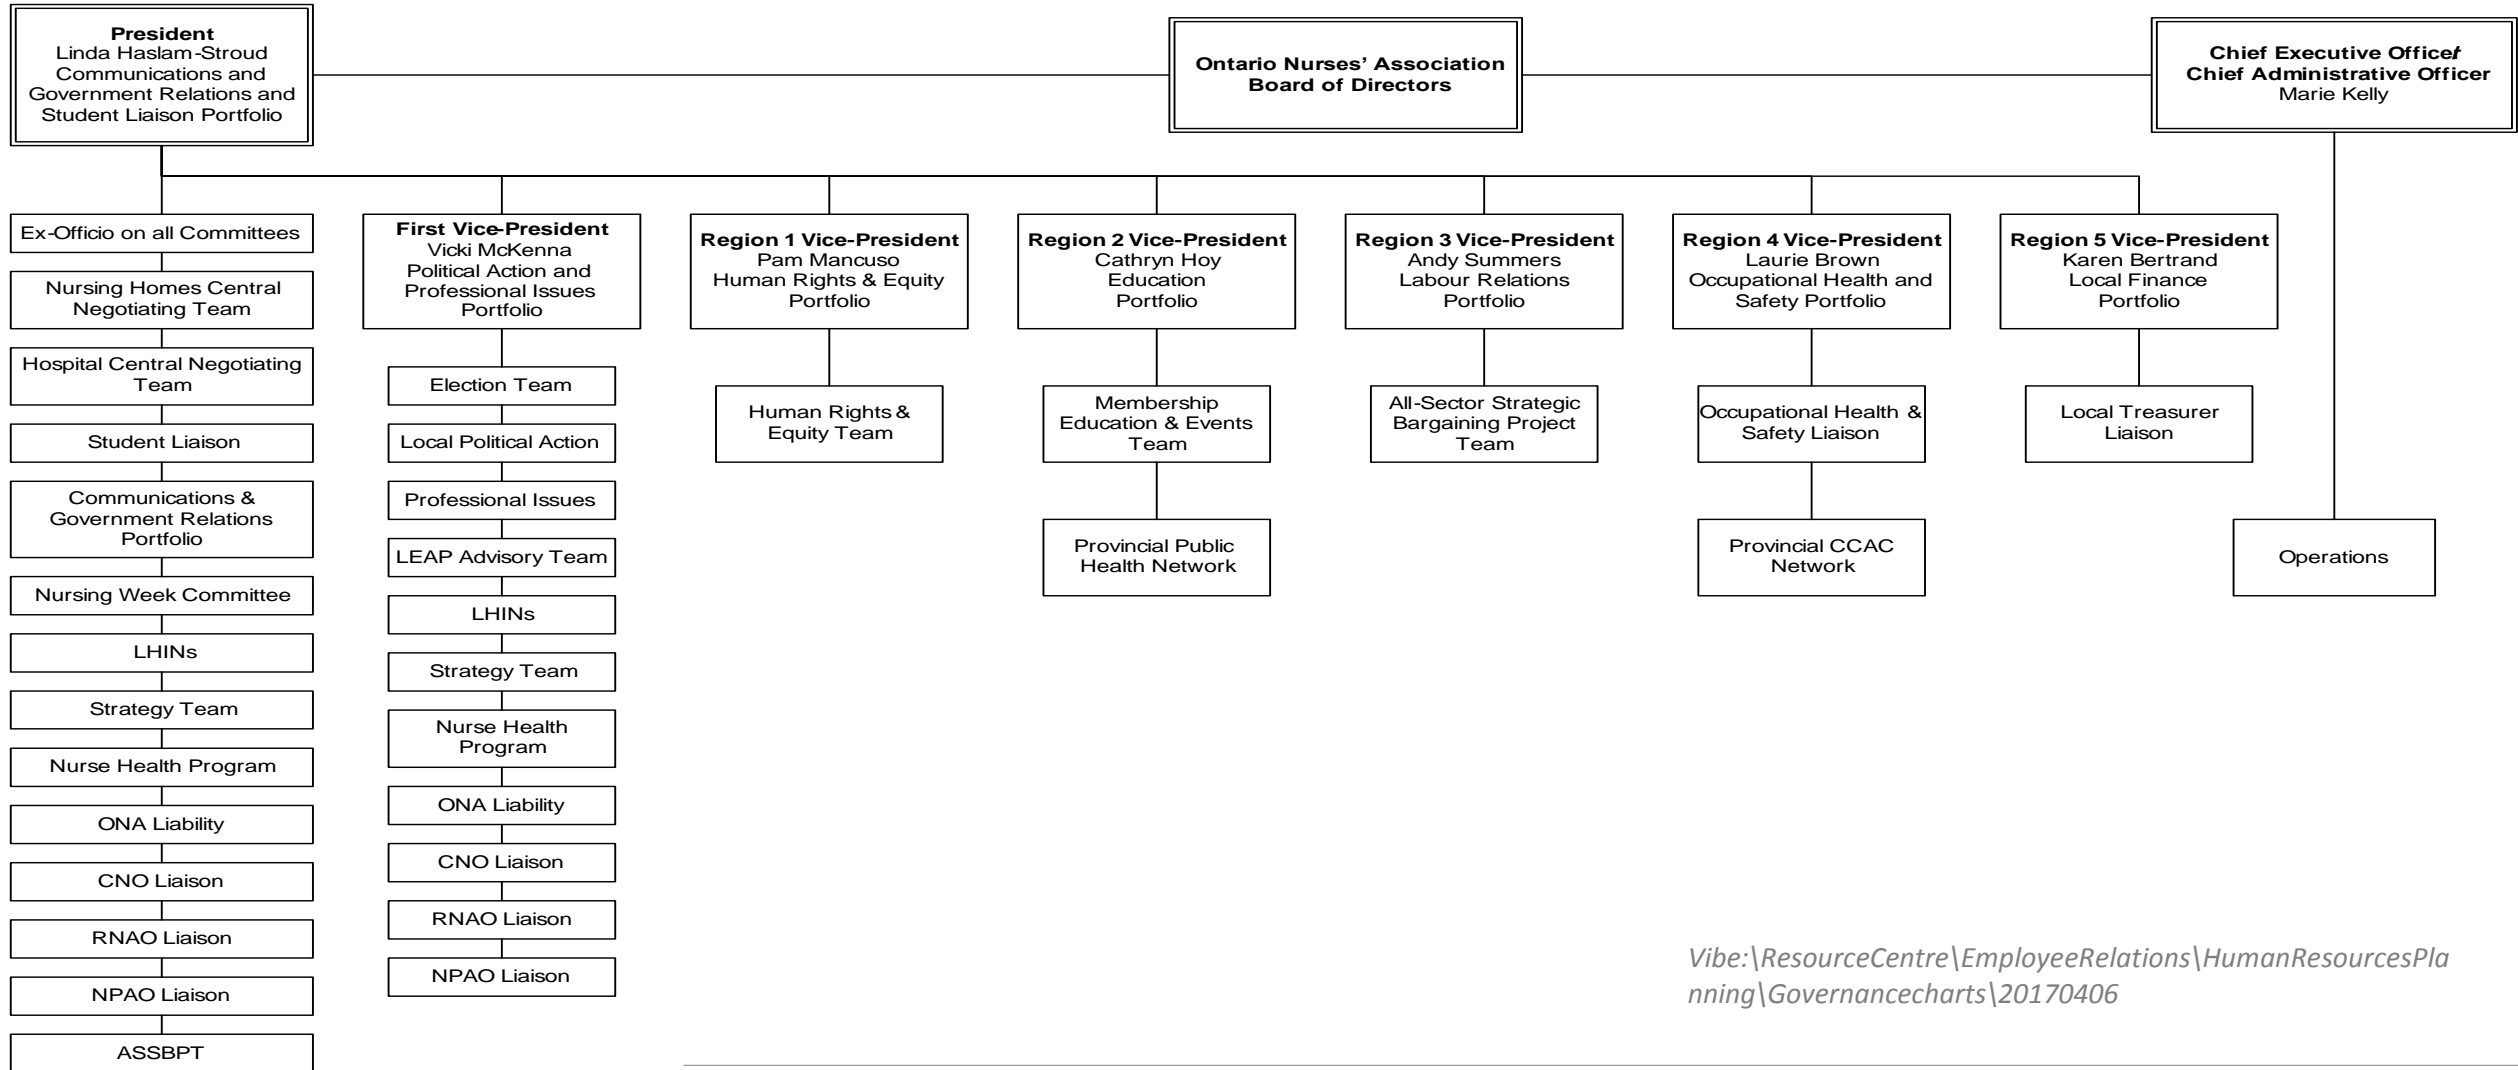 President
Linda Haslam-Stroud
Communications and
Government Relations and
Student Liaison Portfolio
Ontario Nurses' Association
Board of Directors
Chief Executive Officer/
Chief Administrative Officer
Marie Kelly
Ex-Officio on all Committees
Nursing Homes Central
Negotiating Team
Hospital Central Negotiating
Team
Student Liaison
Communications &
Government Relations
Portfolio
Nursing Week Committee
LHINs
Strategy Team
Nurse Health Program
ONA Liability
CNO Liaison
RNAO Liaison
NPAO Liaison
ASSBPT
First Vice-President
Vicki McKenna
Political Action and
Professional Issues
Portfolio
Election Team
Local Political Action
Professional Issues
LEAP Advisory Team
LHINs
Strategy Team
Nurse Health
Program
ONA Liability
CNO Liaison
RNAO Liaison
NPAO Liaison
Region 1 Vice-President
Pam Mancuso
Human Rights & Equity
Portfolio
Human Rights &
Equity Team
Region 2 Vice-President
Cathryn Hoy
Education
Portfolio
Membership
Education & Events
Team
Provincial Public
Health Network
Region 3 Vice-President
Andy Summers
Labour Relations
Portfolio
All-Sector Strategic
Bargaining Project
Team
Region 4 Vice-President
Laurie Brown
Occupational Health and
Safety Portfolio
Occupational Health &
Safety Liaison
Provincial CCAC
Network
Region 5 Vice-President
Karen Bertrand
Local Finance
Portfolio
Local Treasurer
Liaison
Operations
Vibe:\ResourceCentre\EmployeeRelations\HumanResourcesPla
nning\Governancecharts\20170406